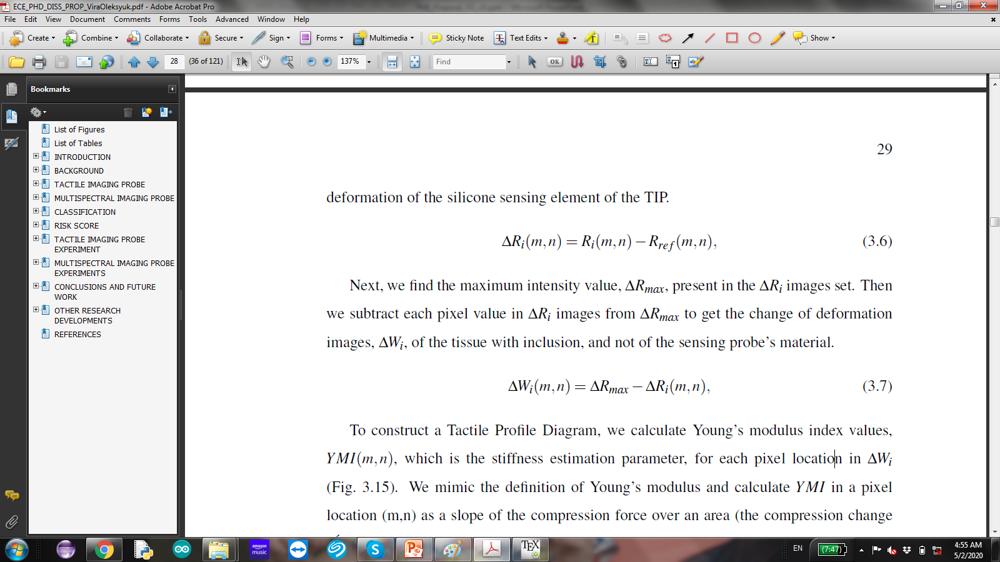 ECE_PHD_DISS_PROP_ViraOleksyuk.pdf - Adobe Acrobat Pro
File Edit View Document Comments Forms Tools Advanced Window Help
Create Combine Collaborate Secure Sign Forms Multimedia Sticky Note Text Edits Show
28 (36 of 121) 137% Find OK
Bookmarks
List of Figures
List of Tables
INTRODUCTION
BACKGROUND
TACTILE IMAGING PROBE
MULTISPECTRAL IMAGING PROBE
CLASSIFICATION
RISK SCORE
TACTILE IMAGING PROBE
EXPERIMENT
MULTISPECTRAL IMAGING PROBE
EXPERIMENTS
CONCLUSIONS AND FUTURE
WORK
OTHER RESEARCH
DEVELOPMENTS
REFERENCES
29
deformation of the silicone sensing element of the TIP.
ΔR_i(m,n) = R_i(m,n) − R_ref(m,n), (3.6)
Next, we find the maximum intensity value, ΔR_max, present in the ΔR_i images set. Then
we subtract each pixel value in ΔR_i images from ΔR_max to get the change of deformation
images, ΔW_i, of the tissue with inclusion, and not of the sensing probe's material.
ΔW_i(m,n) = ΔR_max − ΔR_i(m,n), (3.7)
To construct a Tactile Profile Diagram, we calculate Young's modulus index values,
YMI(m,n), which is the stiffness estimation parameter, for each pixel location in ΔW_i
(Fig. 3.15). We mimic the definition of Young's modulus and calculate YMI in a pixel
location (m,n) as a slope of the compression force over an area (the compression change
amazon
music
S
TEX
EN
(7:47)
4:55 AM
5/2/2020